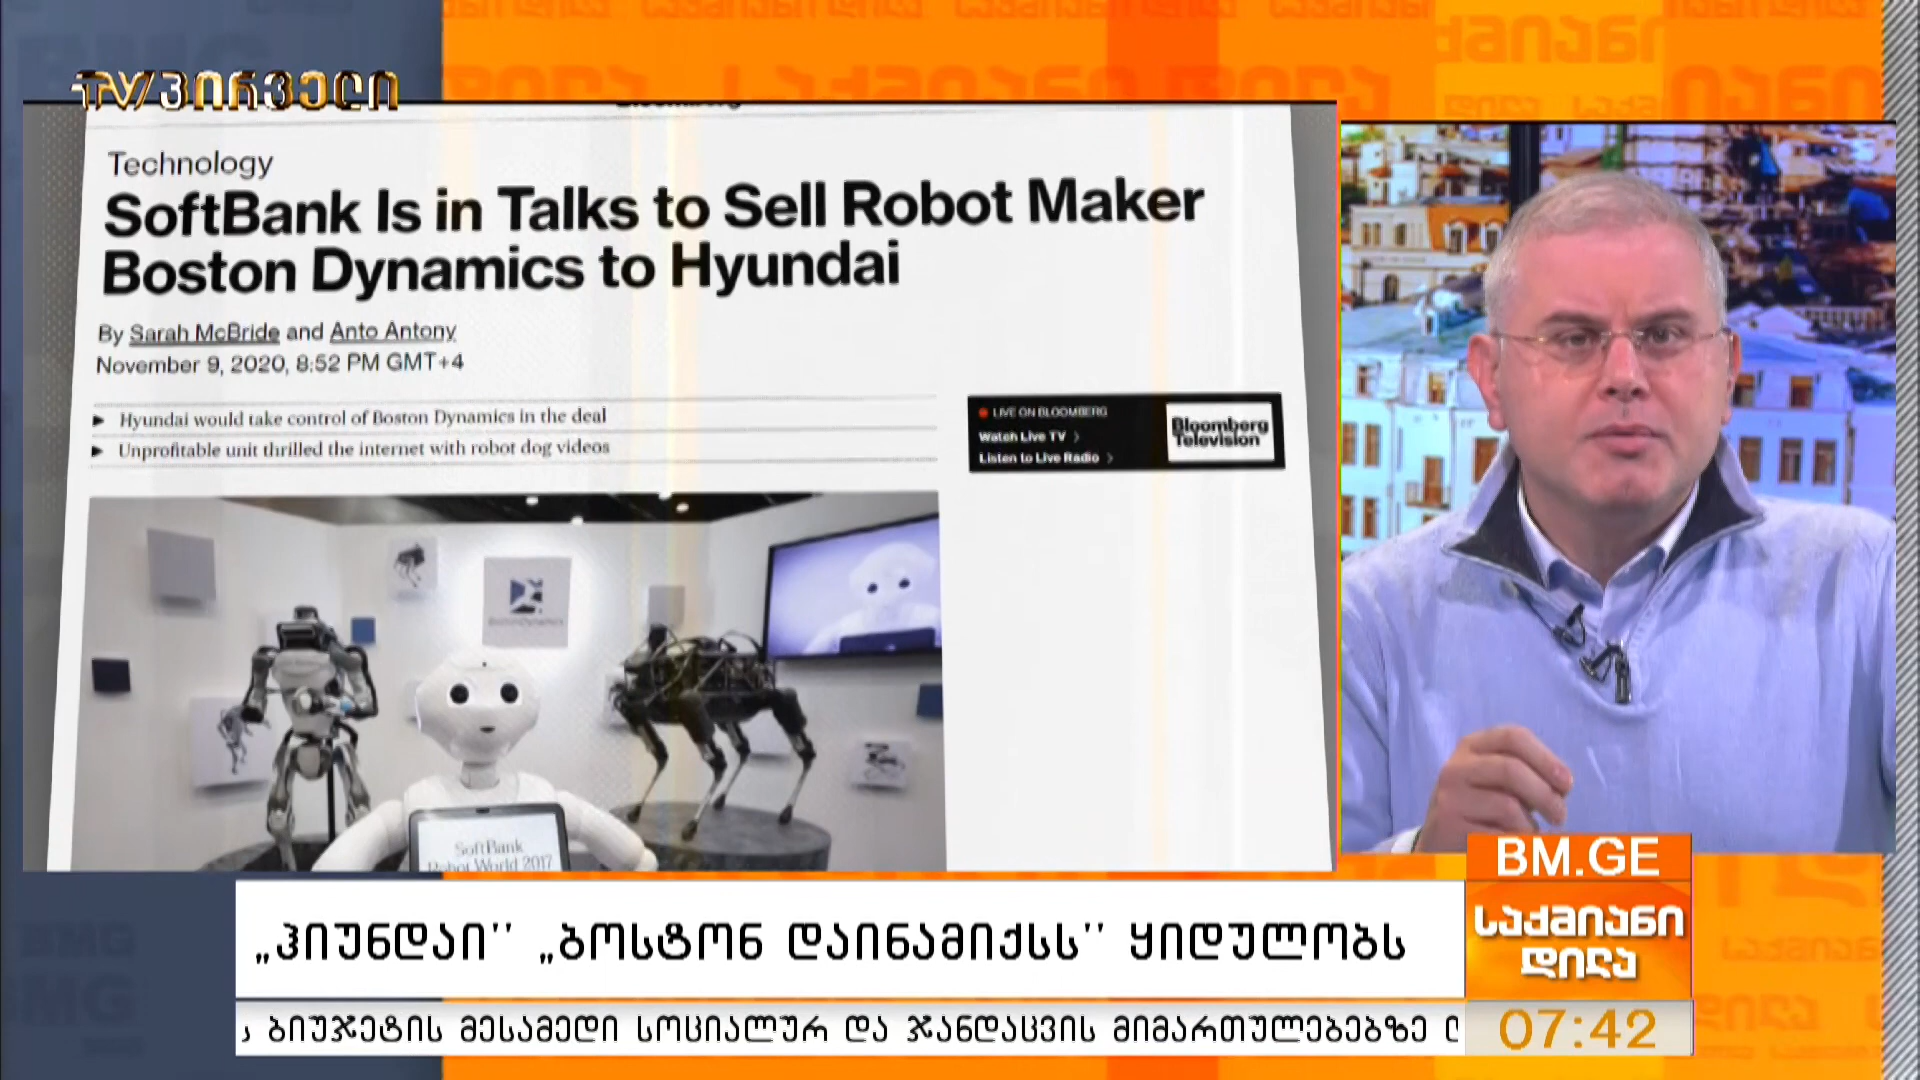 TV პირველი
Technology
SoftBank Is in Talks to Sell Robot Maker
Boston Dynamics to Hyundai
By Sarah McBride and Anto Antony
November 9, 2020, 8:52 PM GMT+4
► Hyundai would take control of Boston Dynamics in the deal
► Unprofitable unit thrilled the internet with robot dog videos
LIVE ON BLOOMBERG
Watch Live TV >
Listen to Live Radio >
Bloomberg
Television
BostonDynamics
SoftBank
Robot World 2017
„ჰიუნდაი'' „ბოსტონ დაინამიქსს'' ყიდულობს
BM.GE
საქმიანი
დილა
ბიუჯეტის მესამედი სოციალურ და ჯანდაცვის მიმართულებებზე
07:42